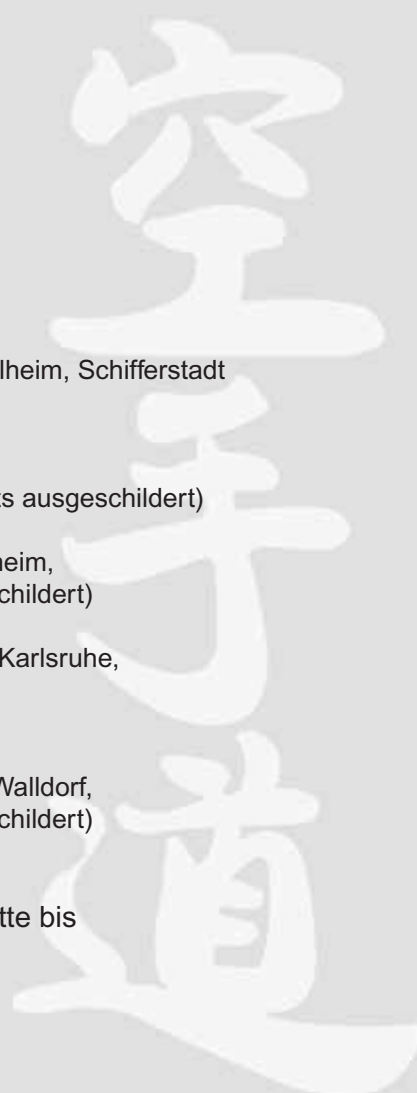 空
手
道
lheim, Schifferstadt
ts ausgeschildert)
heim,
childert)
Karlsruhe,
Walldorf,
childert)
tte bis